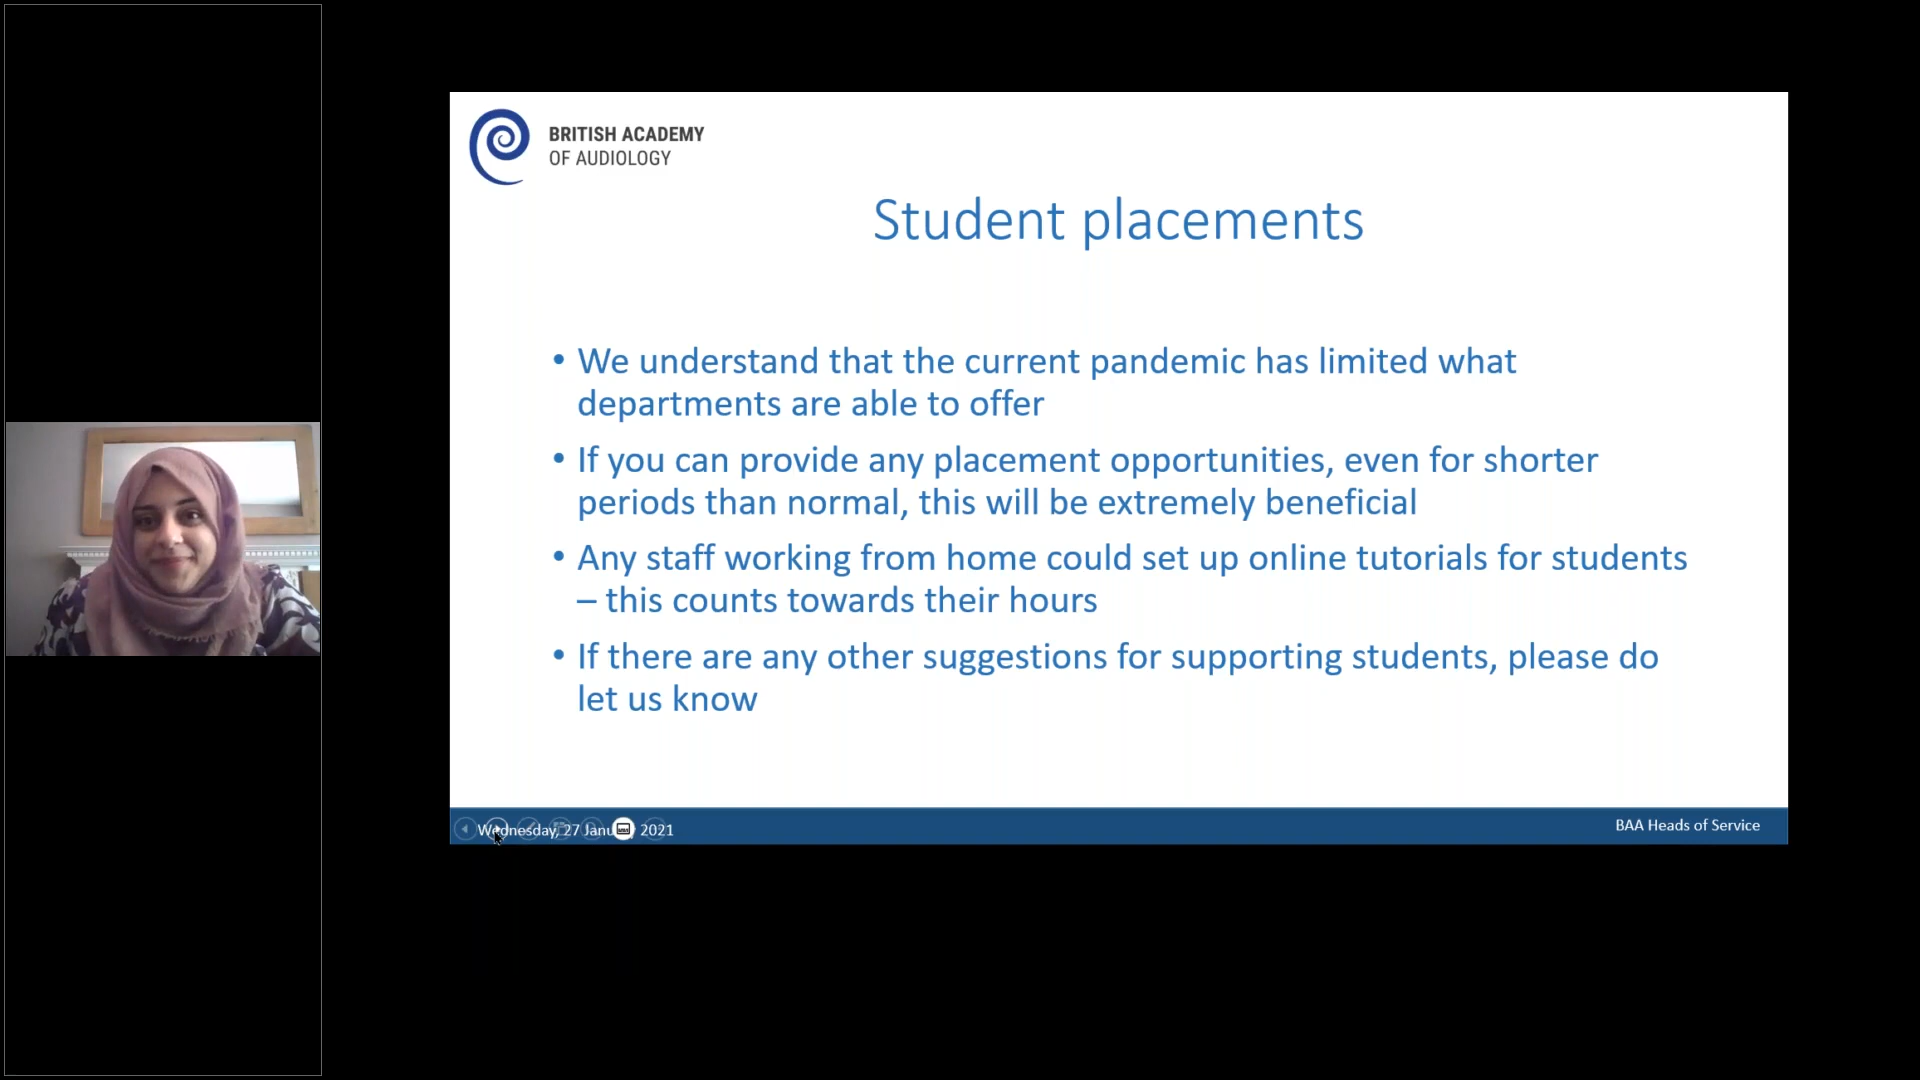 BRITISH ACADEMY
OF AUDIOLOGY
Student placements
• We understand that the current pandemic has limited what
departments are able to offer
• If you can provide any placement opportunities, even for shorter
periods than normal, this will be extremely beneficial
• Any staff working from home could set up online tutorials for students
– this counts towards their hours
• If there are any other suggestions for supporting students, please do
let us know
Wednesday, 27 Janu 2021
BAA Heads of Service